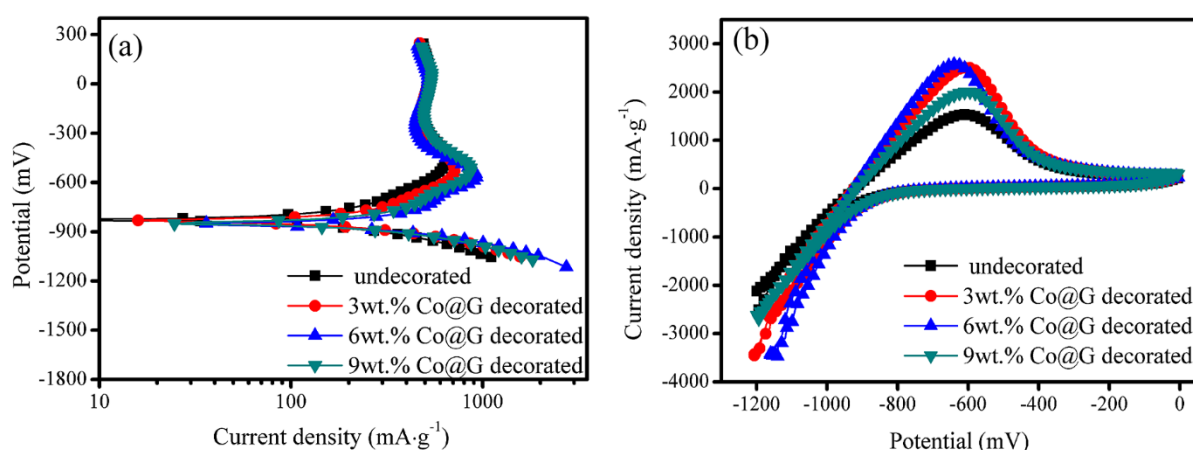 (a)
300
0
-300
-600
-900
-1200
-1500
-1800
Potential (mV)
undecorated
3wt.% Co@G decorated
6wt.% Co@G decorated
9wt.% Co@G decorated
10
100
1000
Current density (mA·g⁻¹)
(b)
3000
2000
1000
0
-1000
-2000
-3000
-4000
Current density (mA·g⁻¹)
undecorated
3wt.% Co@G decorated
6wt.% Co@G decorated
9wt.% Co@G decorated
-1200
-1000
-800
-600
-400
-200
0
Potential (mV)